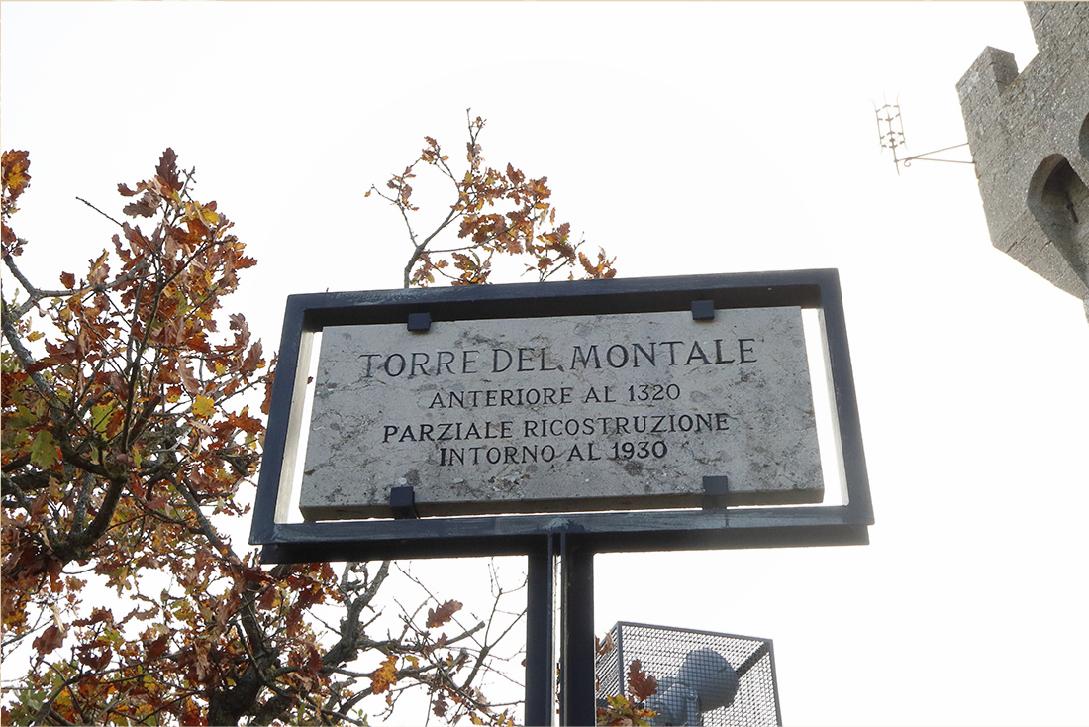 TORRE DEL MONTALE
ANTERIORE AL 1320
PARZIALE RICOSTRUZIONE
INTORNO AL 1930